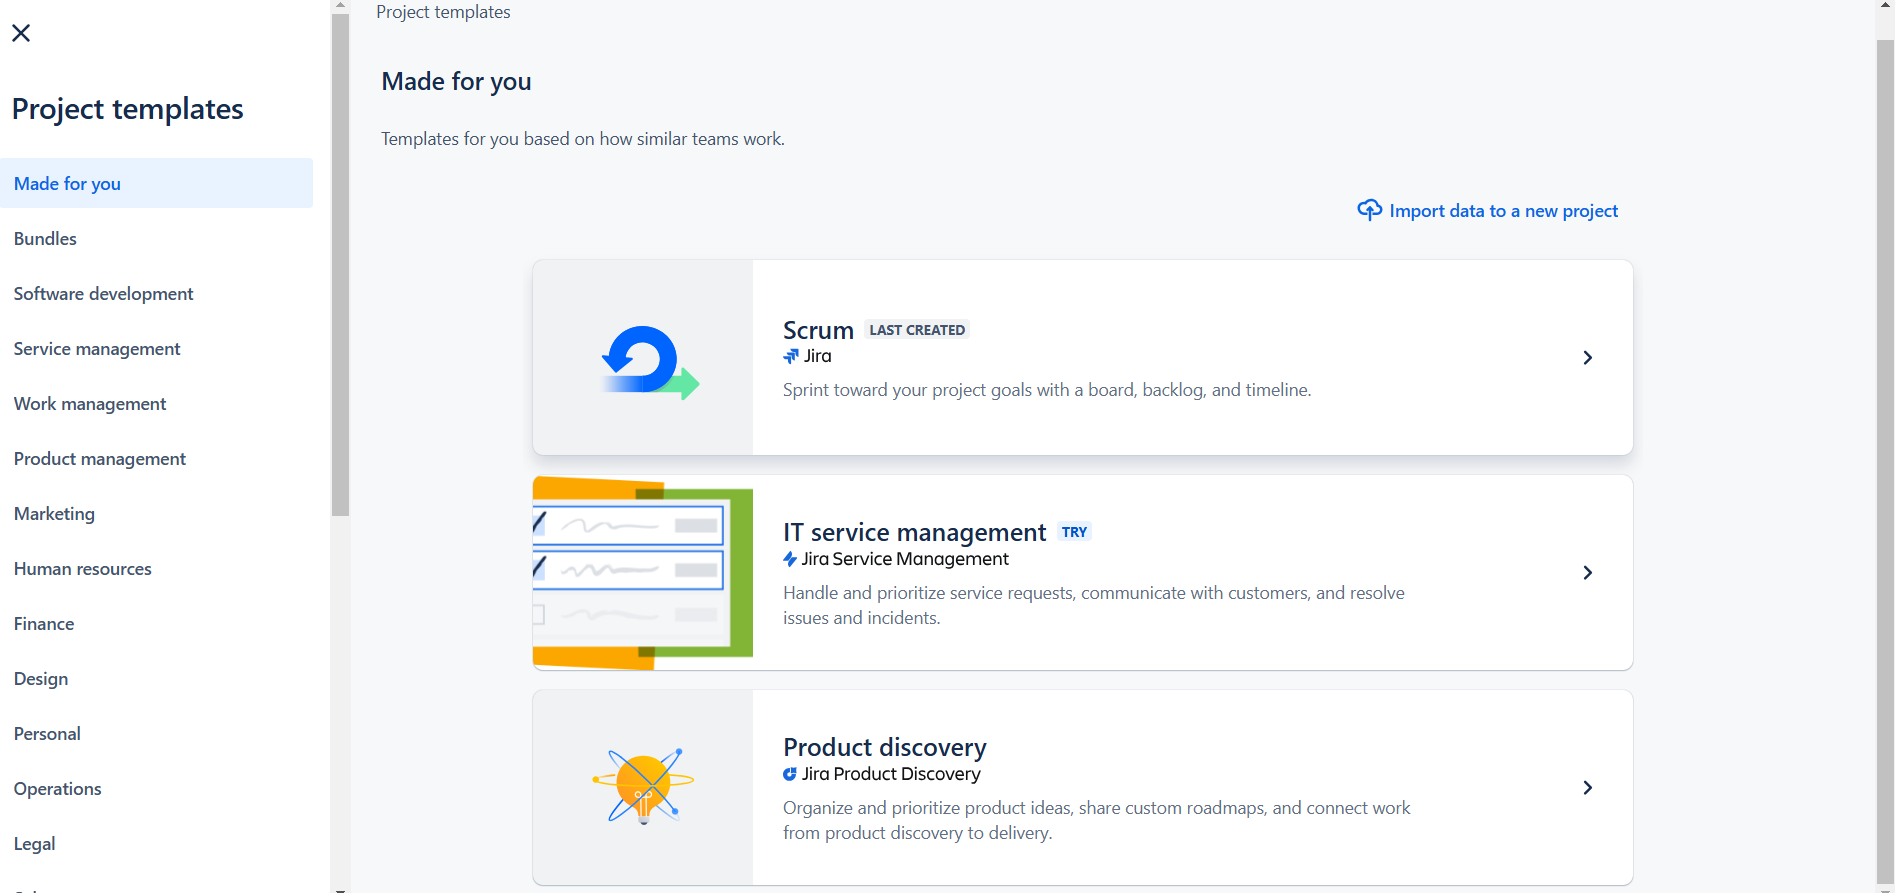 Project templates
Made for you
Bundles
Software development
Service management
Work management
Product management
Marketing
Human resources
Finance
Design
Personal
Operations
Legal
Project templates
Made for you
Templates for you based on how similar teams work.
Import data to a new project
Scrum LAST CREATED
Jira
Sprint toward your project goals with a board, backlog, and timeline.
IT service management TRY
Jira Service Management
Handle and prioritize service requests, communicate with customers, and resolve
issues and incidents.
Product discovery
Jira Product Discovery
Organize and prioritize product ideas, share custom roadmaps, and connect work
from product discovery to delivery.